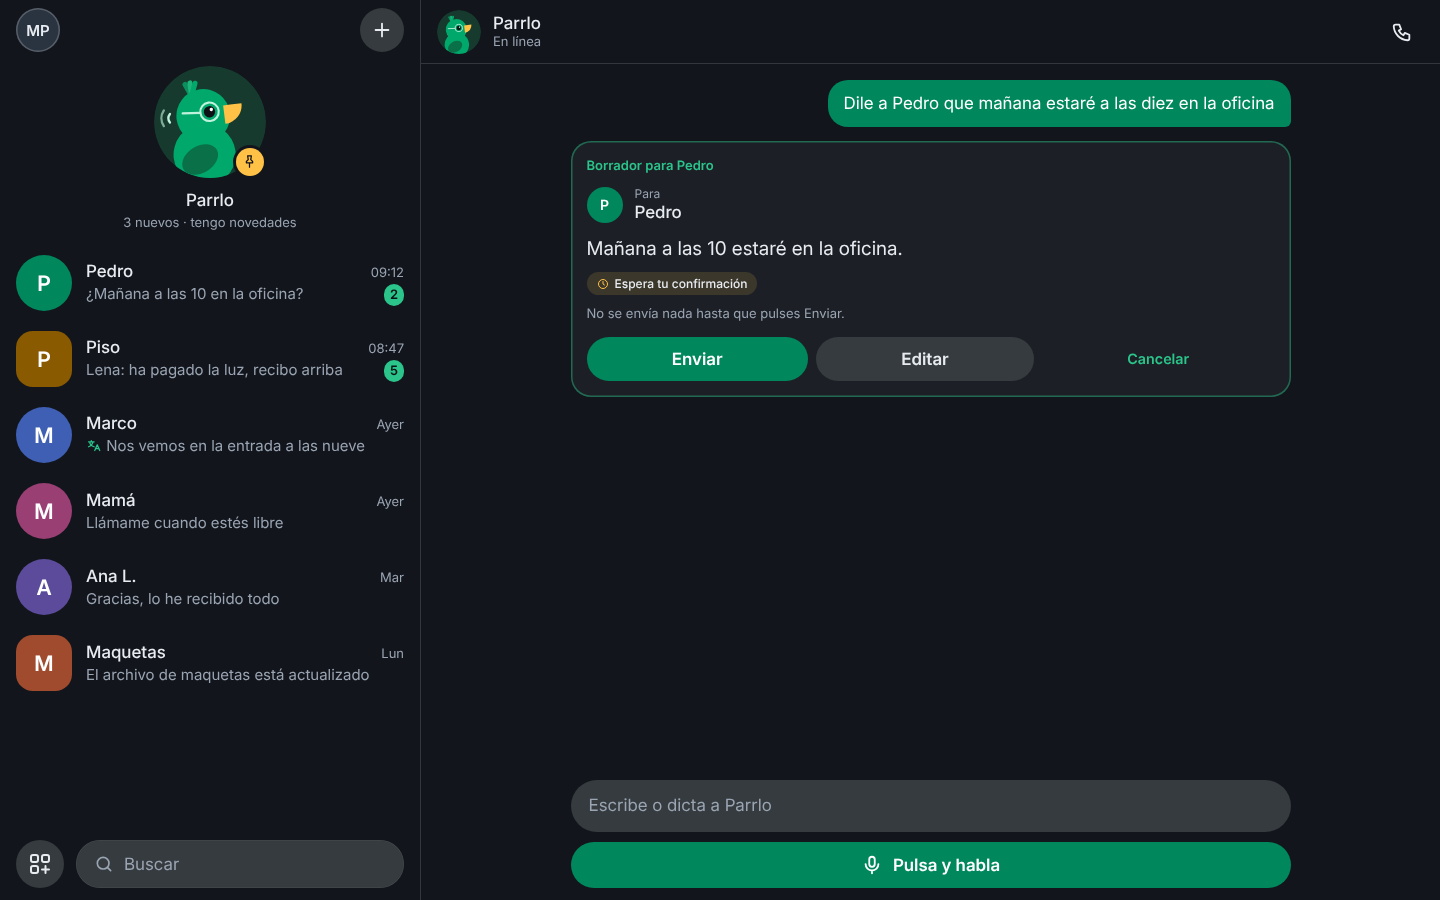 MP
Parrlo
3 nuevos · tengo novedades
P
Pedro
09:12
¿Mañana a las 10 en la oficina?
2
P
Piso
08:47
Lena: ha pagado la luz, recibo arriba
5
M
Marco
Ayer
Nos vemos en la entrada a las nueve
M
Mamá
Ayer
Llámame cuando estés libre
A
Ana L.
Mar
Gracias, lo he recibido todo
M
Maquetas
Lun
El archivo de maquetas está actualizado
Buscar
Parrlo
En línea
Dile a Pedro que mañana estaré a las diez en la oficina
Borrador para Pedro
P
Para
Pedro
Mañana a las 10 estaré en la oficina.
Espera tu confirmación
No se envía nada hasta que pulses Enviar.
Enviar
Editar
Cancelar
Escribe o dicta a Parrlo
Pulsa y habla